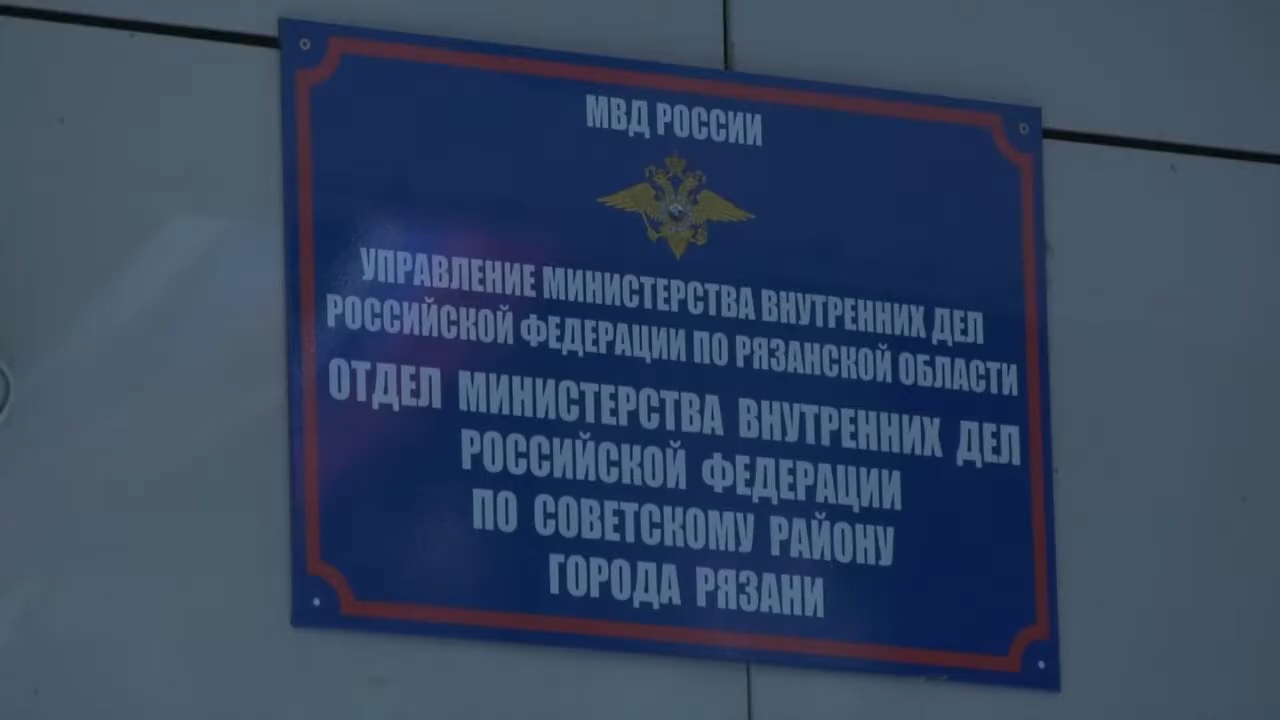 МВД РОССИИ
УПРАВЛЕНИЕ МИНИСТЕРСТВА ВНУТРЕННИХ ДЕЛ
РОССИЙСКОЙ ФЕДЕРАЦИИ ПО РЯЗАНСКОЙ ОБЛАСТИ
ОТДЕЛ МИНИСТЕРСТВА ВНУТРЕННИХ ДЕЛ
РОССИЙСКОЙ ФЕДЕРАЦИИ
ПО СОВЕТСКОМУ РАЙОНУ
ГОРОДА РЯЗАНИ